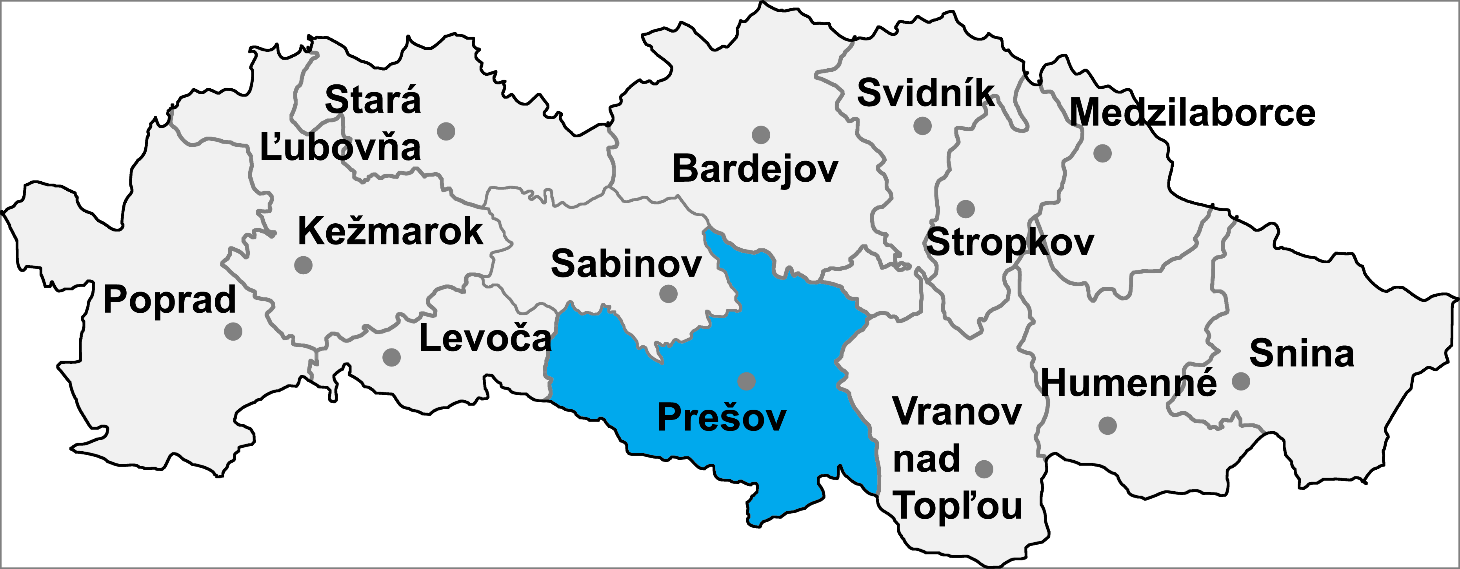 Stará
Ľubovňa
Svidník
Medzilaborce
Bardejov
Kežmarok
Stropkov
Sabinov
Poprad
Levoča
Snina
Humenné
Prešov
Vranov
nad
Topľou